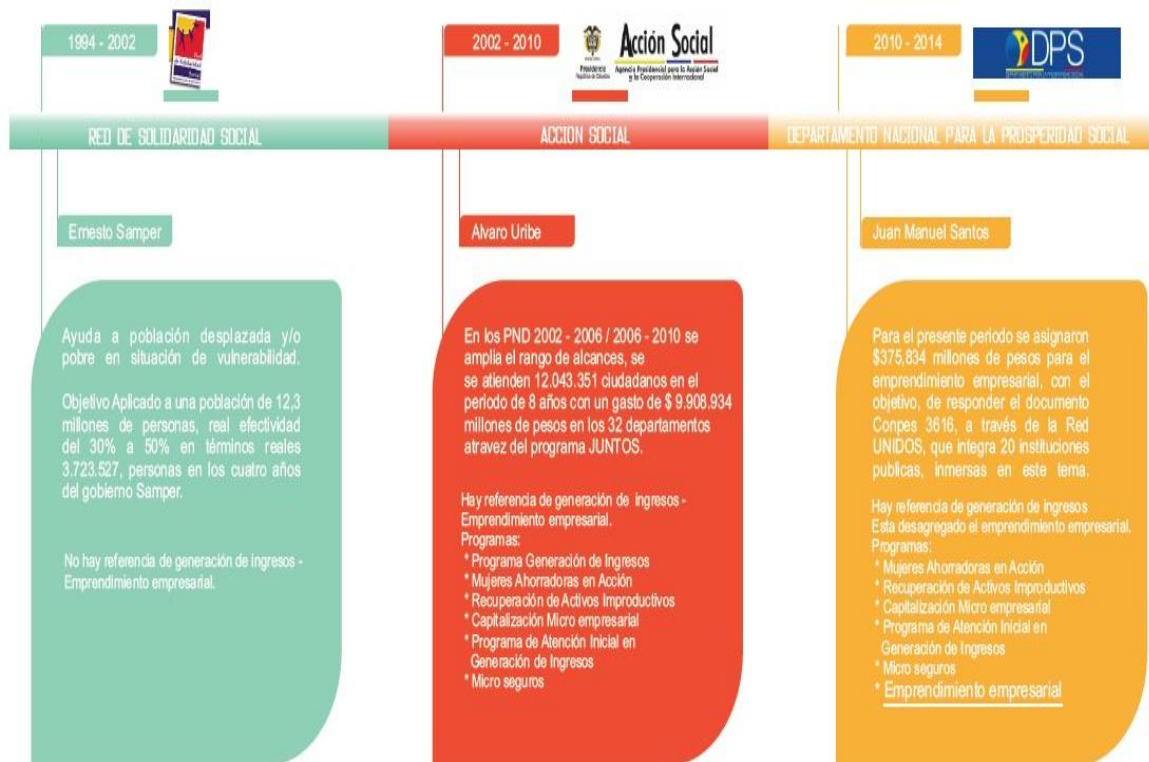 1994 - 2002
Red
de Solidaridad
Social
RED DE SOLIDARIDAD SOCIAL
Ernesto Samper
Ayuda a población desplazada y/o
pobre en situación de vulnerabilidad.
Objetivo Aplicado a una población de 12,3
millones de personas, real efectividad
del 30% a 50% en términos reales
3.723.527, personas en los cuatro años
del gobierno Samper.
No hay referencia de generación de ingresos -
Emprendimiento empresarial.
2002 - 2010
Presidencia
República de Colombia
Acción Social
Agencia Presidencial para la Acción Social
y la Cooperación Internacional
ACCION SOCIAL
Alvaro Uribe
En los PND 2002 - 2006 / 2006 - 2010 se
amplia el rango de alcances, se
se atienden 12.043.351 ciudadanos en el
periodo de 8 años con un gasto de $ 9.908.934
millones de pesos en los 32 departamentos
atravez del programa JUNTOS.
Hay referencia de generación de ingresos -
Emprendimiento empresarial.
Programas:
* Programa Generación de Ingresos
* Mujeres Ahorradoras en Acción
* Recuperación de Activos Improductivos
* Capitalización Micro empresarial
* Programa de Atención Inicial en
Generación de Ingresos
* Micro seguros
2010 - 2014
DPS
DEPARTAMENTO PARA LA PROSPERIDAD SOCIAL
DEPARTAMENTO NACIONAL PARA LA PROSPERIDAD SOCIAL
Juan Manuel Santos
Para el presente periodo se asignaron
$375,834 millones de pesos para el
emprendimiento empresarial, con el
objetivo, de responder el documento
Conpes 3616, a través de la Red
UNIDOS, que integra 20 instituciones
publicas, inmersas en este tema.
Hay referencia de generación de ingresos
Esta desagregado el emprendimiento empresarial.
Programas:
* Mujeres Ahorradoras en Acción
* Recuperación de Activos Improductivos
* Capitalización Micro empresarial
* Programa de Atención Inicial en
Generación de Ingresos
* Micro seguros
* Emprendimiento empresarial